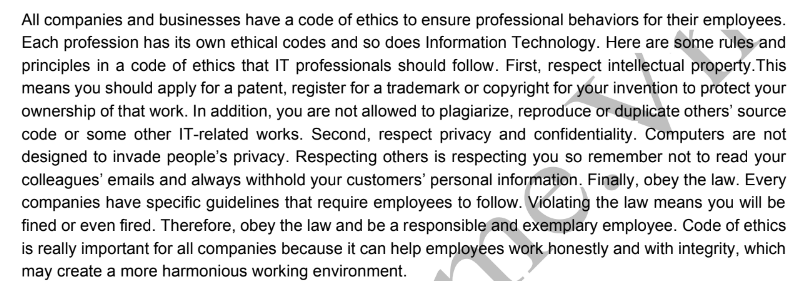 All companies and businesses have a code of ethics to ensure professional behaviors for their employees.
Each profession has its own ethical codes and so does Information Technology. Here are some rules and
principles in a code of ethics that IT professionals should follow. First, respect intellectual property.This
means you should apply for a patent, register for a trademark or copyright for your invention to protect your
ownership of that work. In addition, you are not allowed to plagiarize, reproduce or duplicate others’ source
code or some other IT-related works. Second, respect privacy and confidentiality. Computers are not
designed to invade people’s privacy. Respecting others is respecting you so remember not to read your
colleagues’ emails and always withhold your customers’ personal information. Finally, obey the law. Every
companies have specific guidelines that require employees to follow. Violating the law means you will be
fined or even fired. Therefore, obey the law and be a responsible and exemplary employee. Code of ethics
is really important for all companies because it can help employees work honestly and with integrity, which
may create a more harmonious working environment.